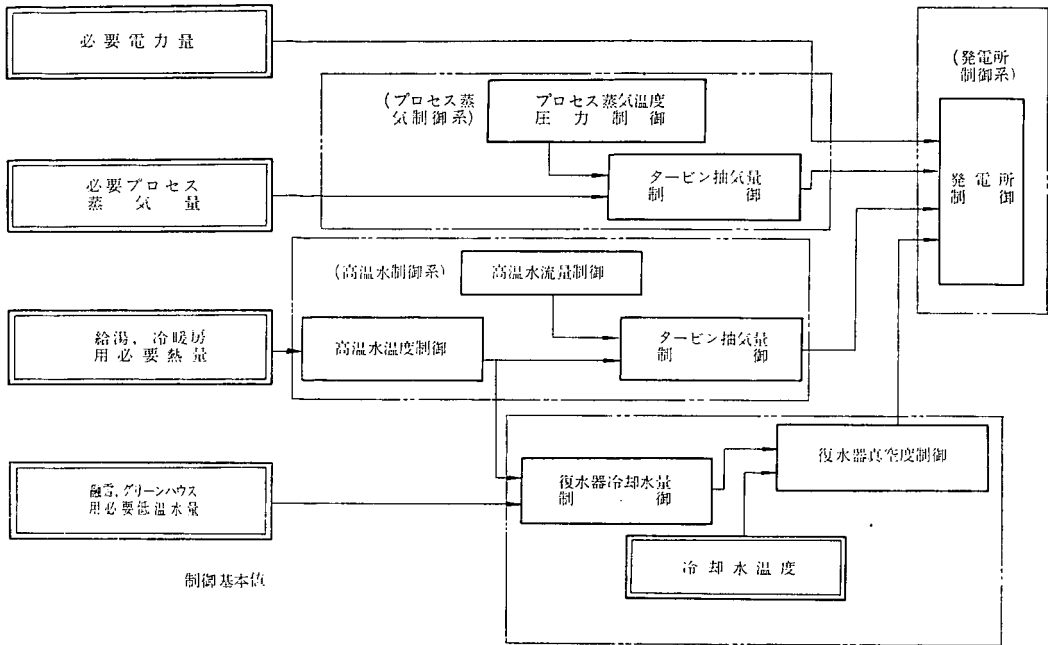 必要電力量
(発電所
制御系)
(プロセス蒸
気制御系)
プロセス蒸気温度
圧力制御
必要プロセス
蒸気量
タービン抽気量
制御
発電所
制御
(高温水制御系)
高温水流量制御
給湯，冷暖房
用必要熱量
高温水温度制御
タービン抽気量
制御
融雪，グリーンハウス
用必要低温水量
復水器冷却水量
制御
復水器真空度制御
冷却水温度
制御基本値